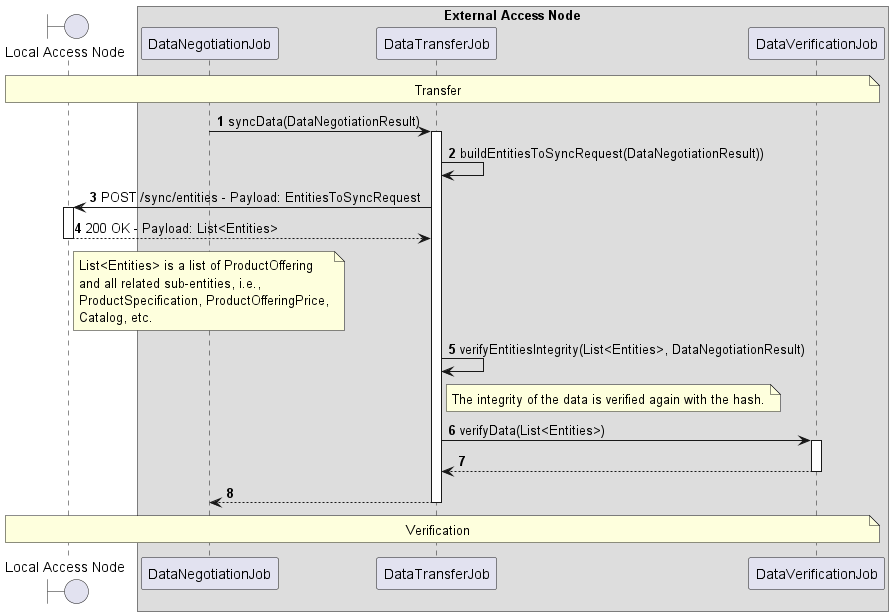 External Access Node
Local Access Node
DataNegotiationJob
DataTransferJob
DataVerificationJob
Transfer
1 syncData(DataNegotiationResult)
2 buildEntitiesToSyncRequest(DataNegotiationResult))
3 POST /sync/entities - Payload: EntitiesToSyncRequest
4 200 OK - Payload: List<Entities>
List<Entities> is a list of ProductOffering
and all related sub-entities, i.e.,
ProductSpecification, ProductOfferingPrice,
Catalog, etc.
5 verifyEntitiesIntegrity(List<Entities>, DataNegotiationResult)
The integrity of the data is verified again with the hash.
6 verifyData(List<Entities>)
7
8
Verification
Local Access Node
DataNegotiationJob
DataTransferJob
DataVerificationJob